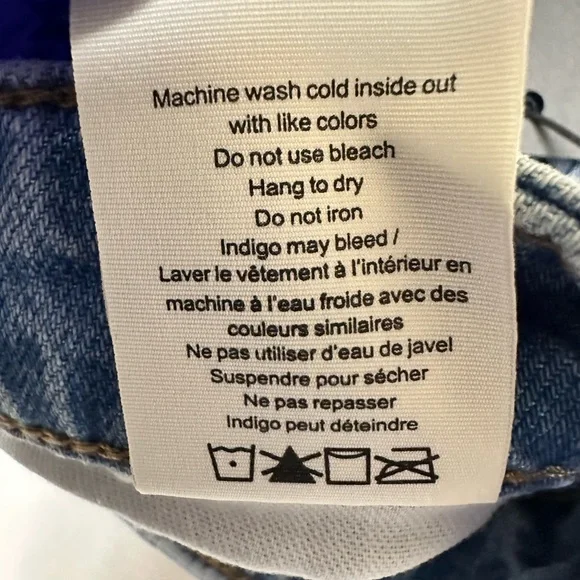 Machine wash cold inside out
with like colors
Do not use bleach
Hang to dry
Do not iron
Indigo may bleed /
Laver le vêtement à l'intérieur en
machine à l'eau froide avec des
couleurs similaires
Ne pas utiliser d'eau de javel
Suspendre pour sécher
Ne pas repasser
Indigo peut déteindre